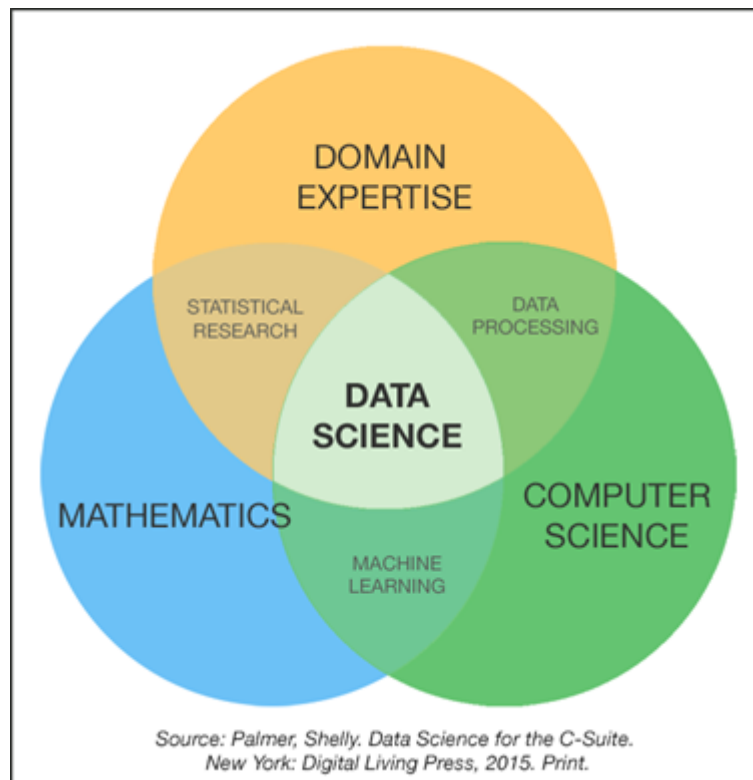 DOMAIN
EXPERTISE
STATISTICAL
RESEARCH
DATA
PROCESSING
DATA
SCIENCE
MATHEMATICS
COMPUTER
SCIENCE
MACHINE
LEARNING
Source: Palmer, Shelly. Data Science for the C-Suite.
New York: Digital Living Press, 2015. Print.